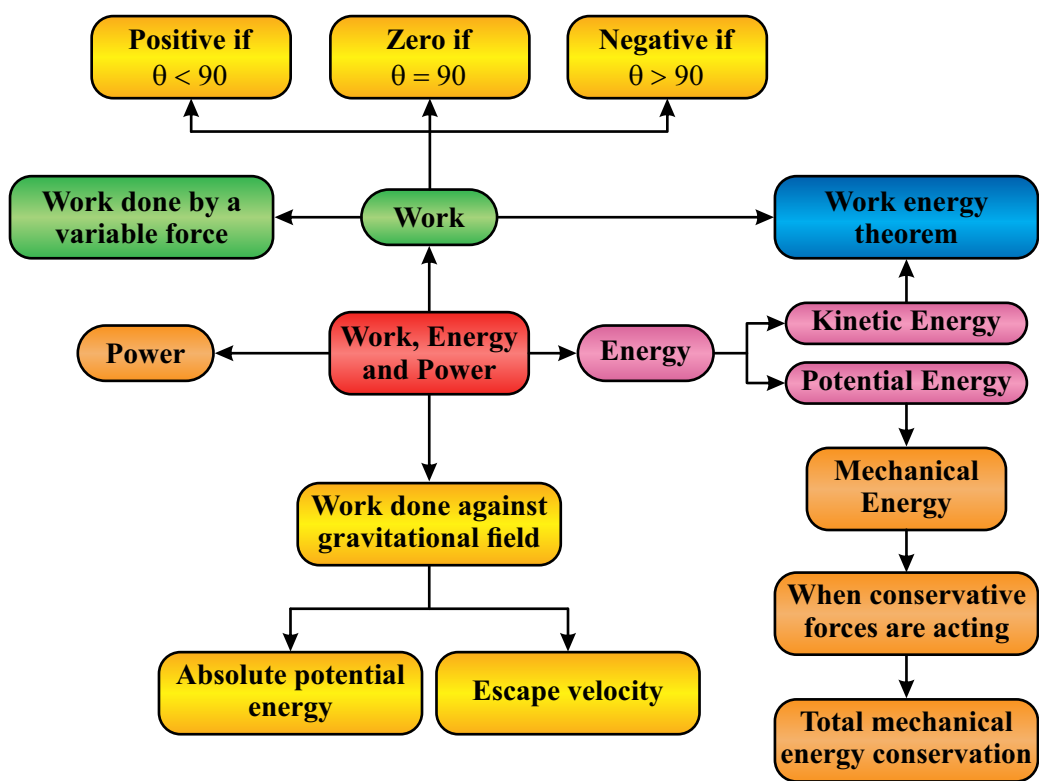 Positive if
θ < 90
Zero if
θ = 90
Negative if
θ > 90
Work done by a
variable force
Work
Work energy
theorem
Power
Work, Energy
and Power
Energy
Kinetic Energy
Potential Energy
Mechanical
Energy
Work done against
gravitational field
When conservative
forces are acting
Absolute potential
energy
Escape velocity
Total mechanical
energy conservation